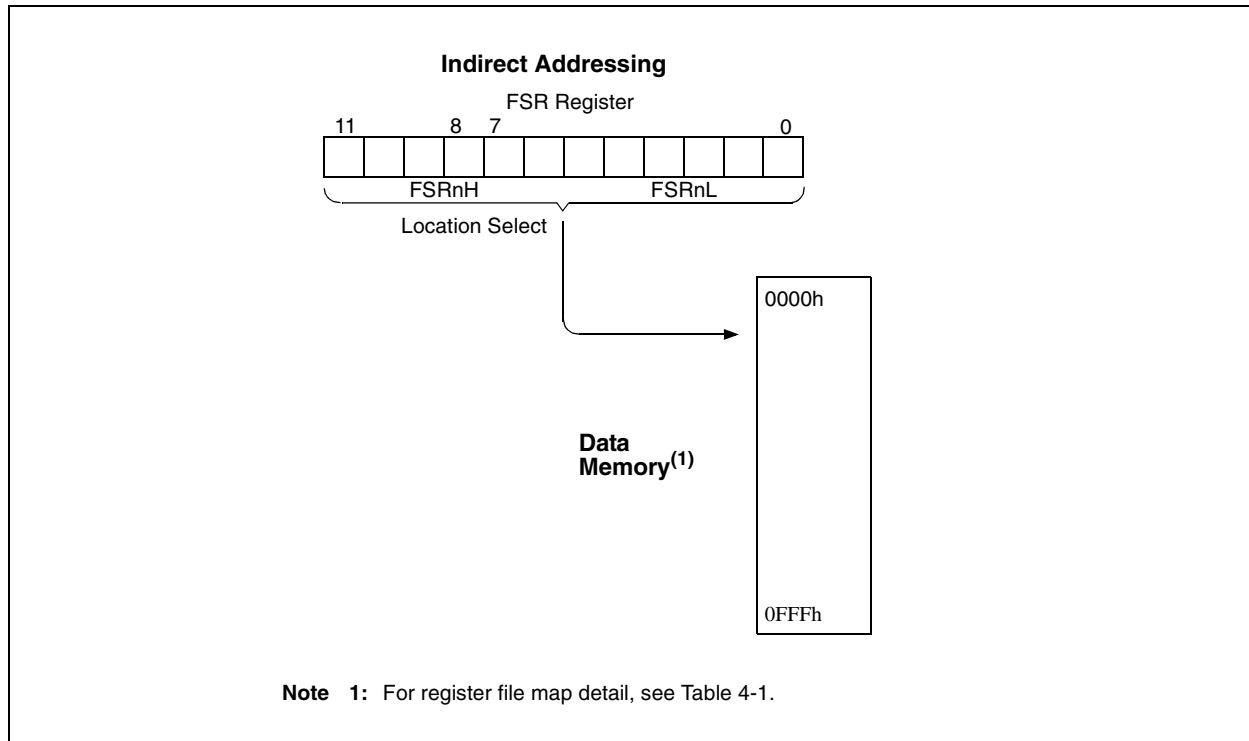 Indirect Addressing
FSR Register
11 8 7 0
FSRnH FSRnL
Location Select
0000h
Data
Memory(1)
0FFFh
Note 1: For register file map detail, see Table 4-1.